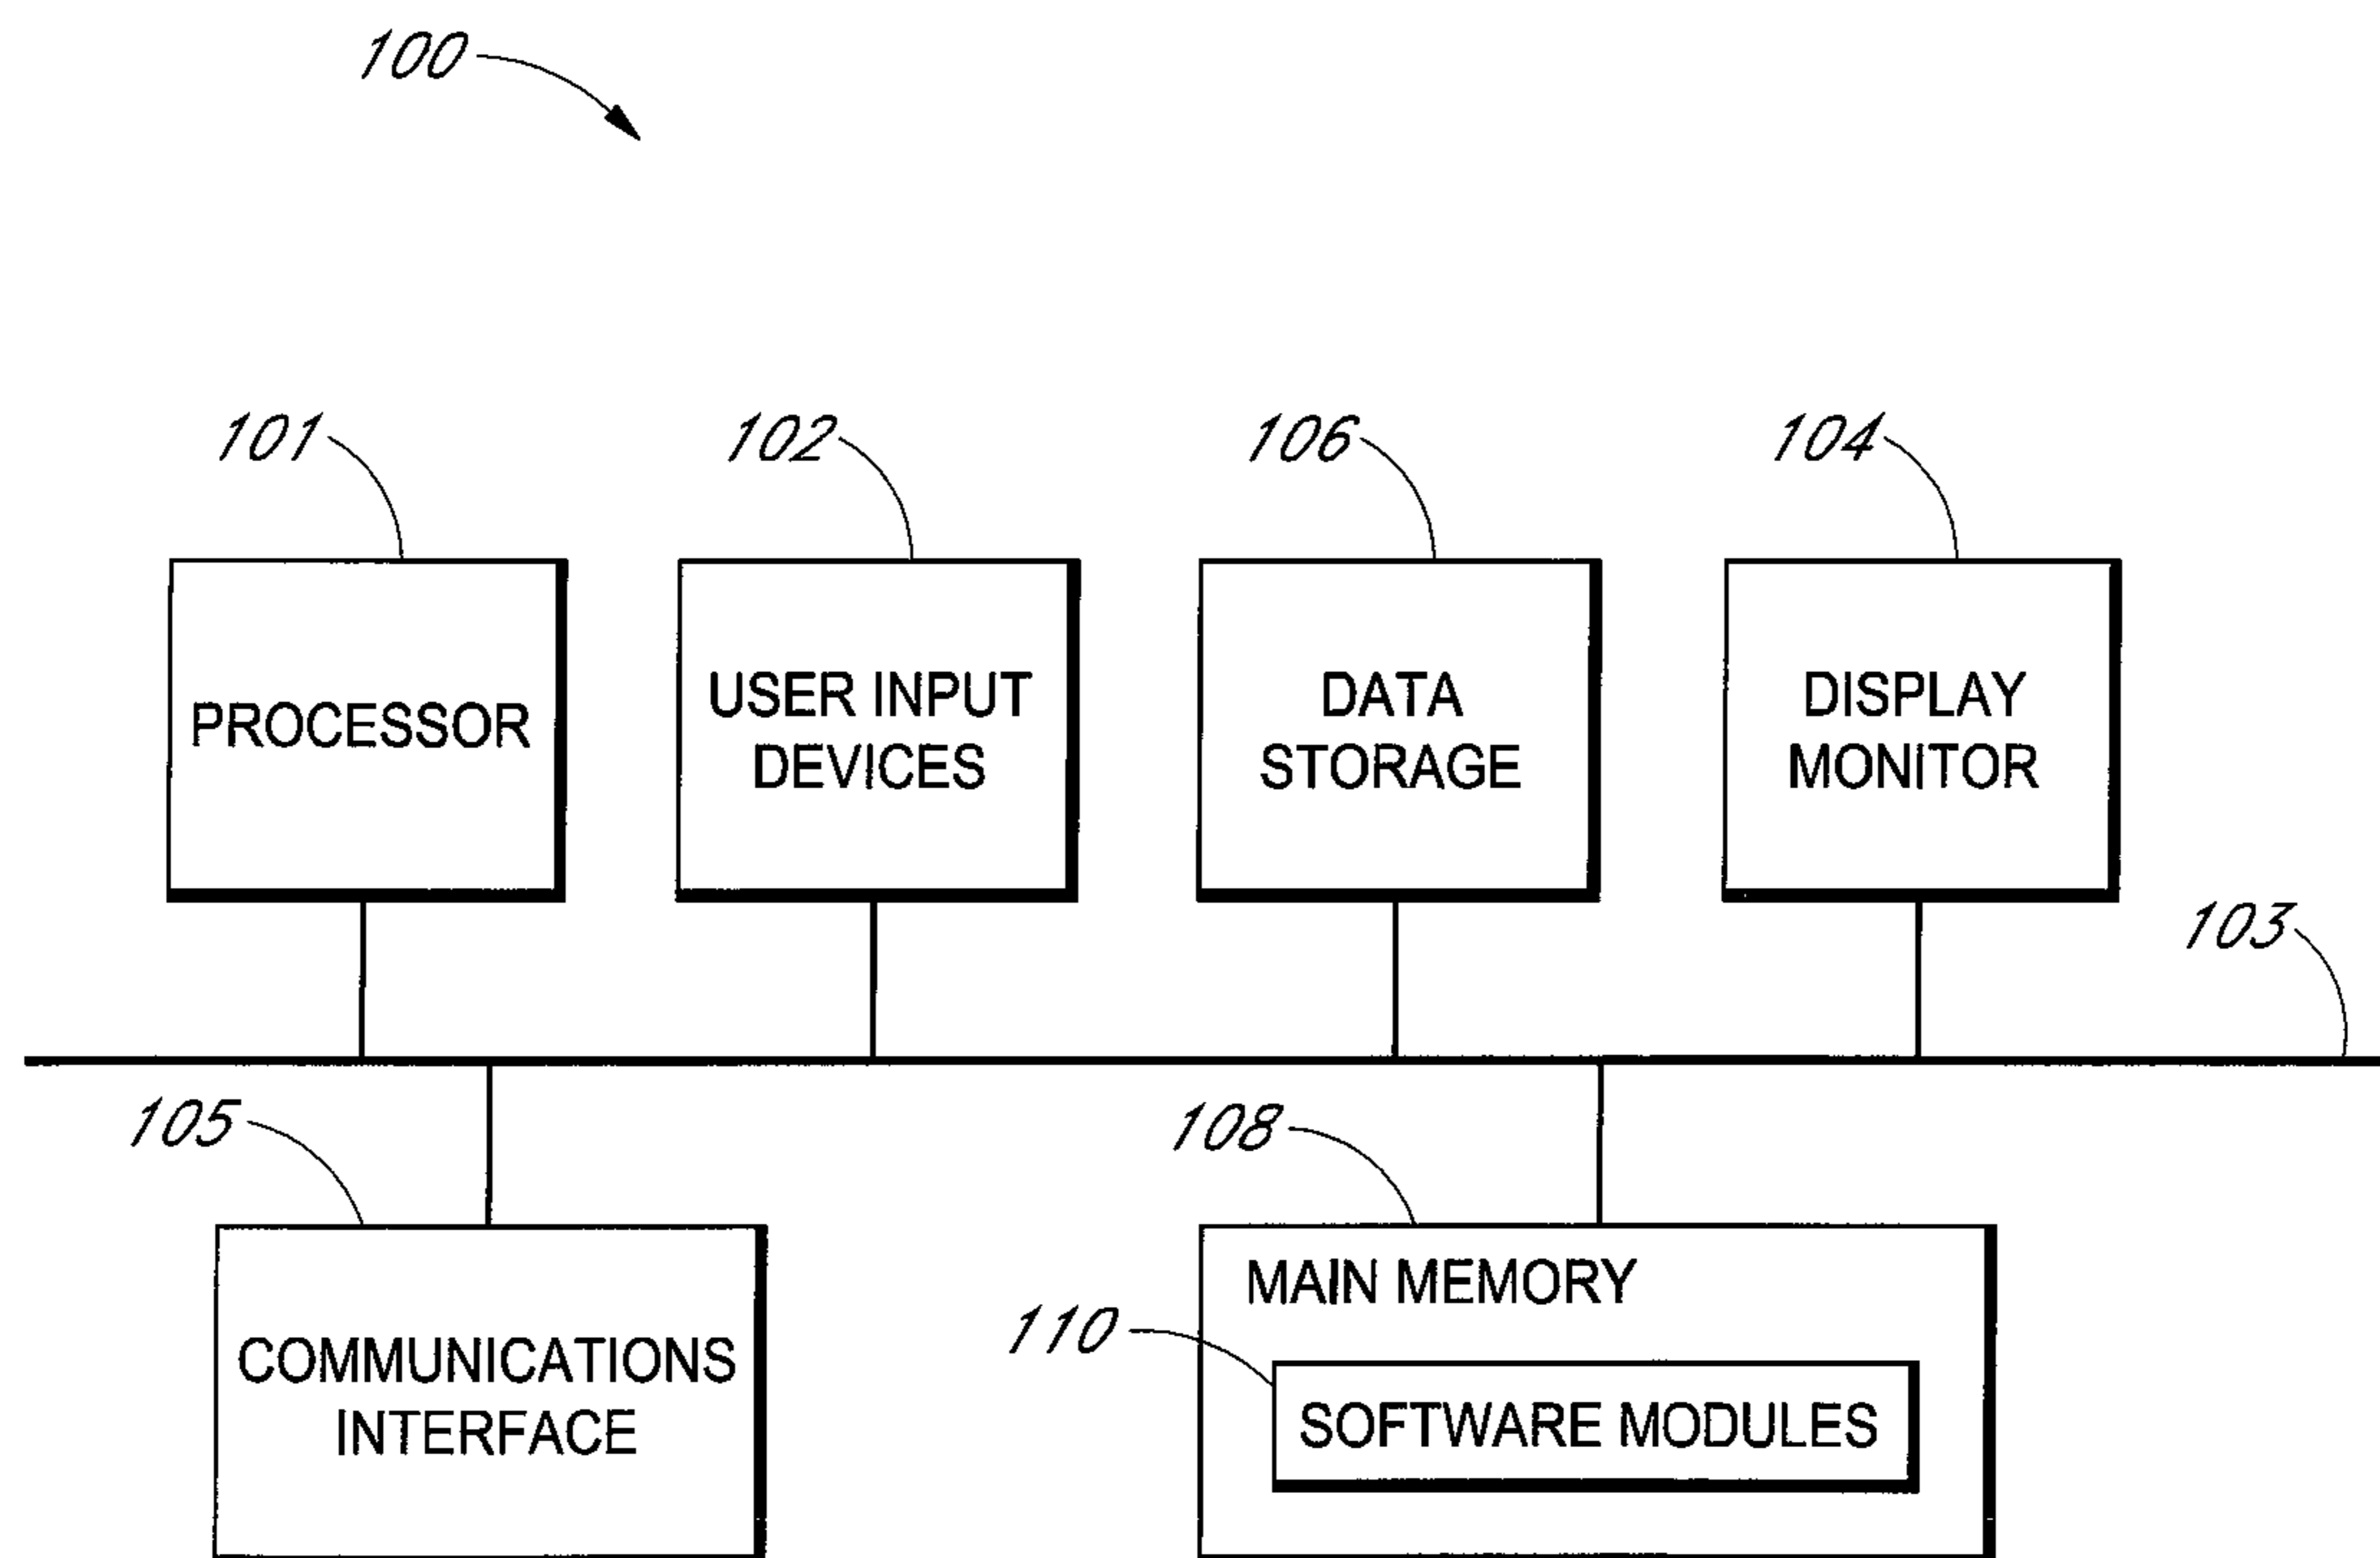 100
101
102
106
104
PROCESSOR
USER INPUT
DEVICES
DATA
STORAGE
DISPLAY
MONITOR
103
105
108
COMMUNICATIONS
INTERFACE
MAIN MEMORY
110
SOFTWARE MODULES